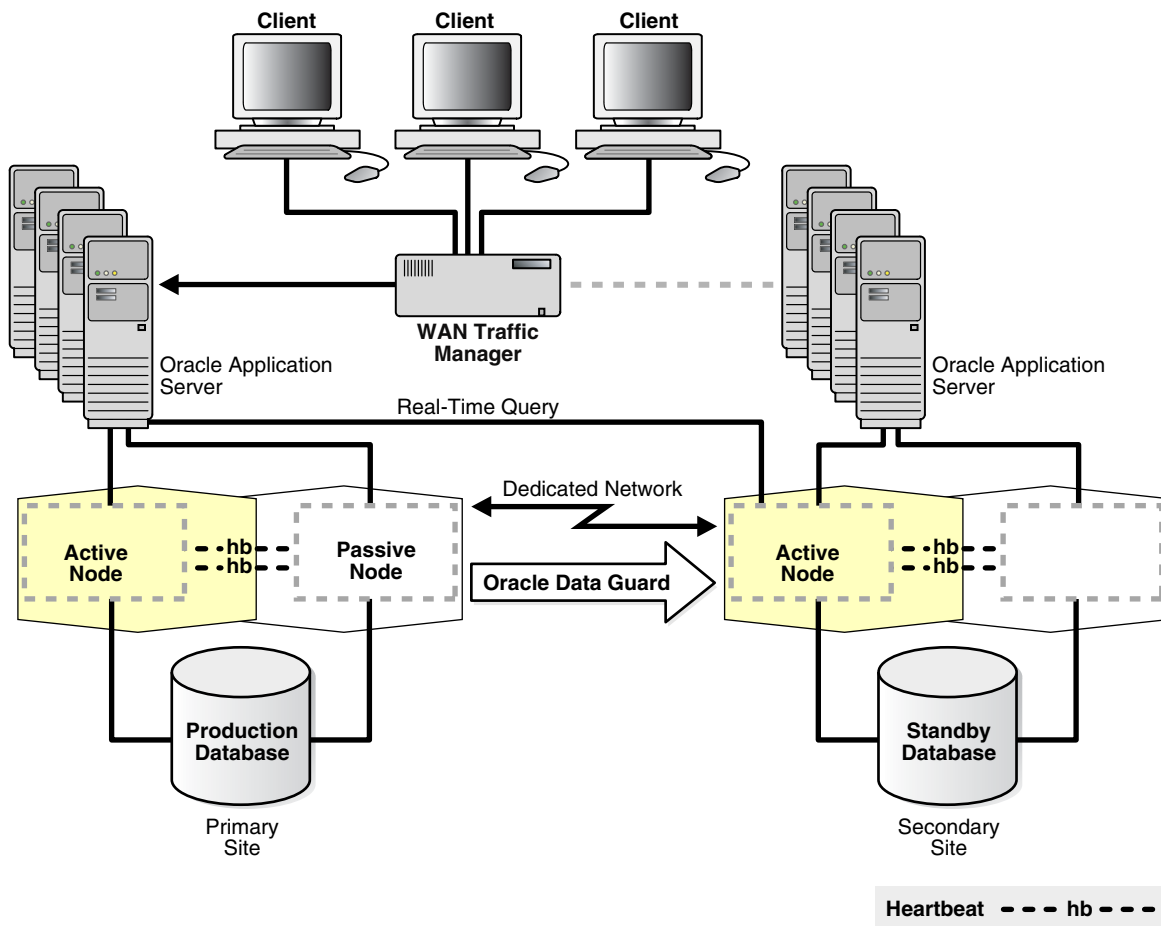 Client
Client
Client
WAN Traffic
Manager
Oracle Application
Server
Oracle Application
Server
Real-Time Query
Dedicated Network
Active
Node
hb
hb
Passive
Node
Oracle Data Guard
Active
Node
hb
hb
Production
Database
Standby
Database
Primary
Site
Secondary
Site
Heartbeat hb